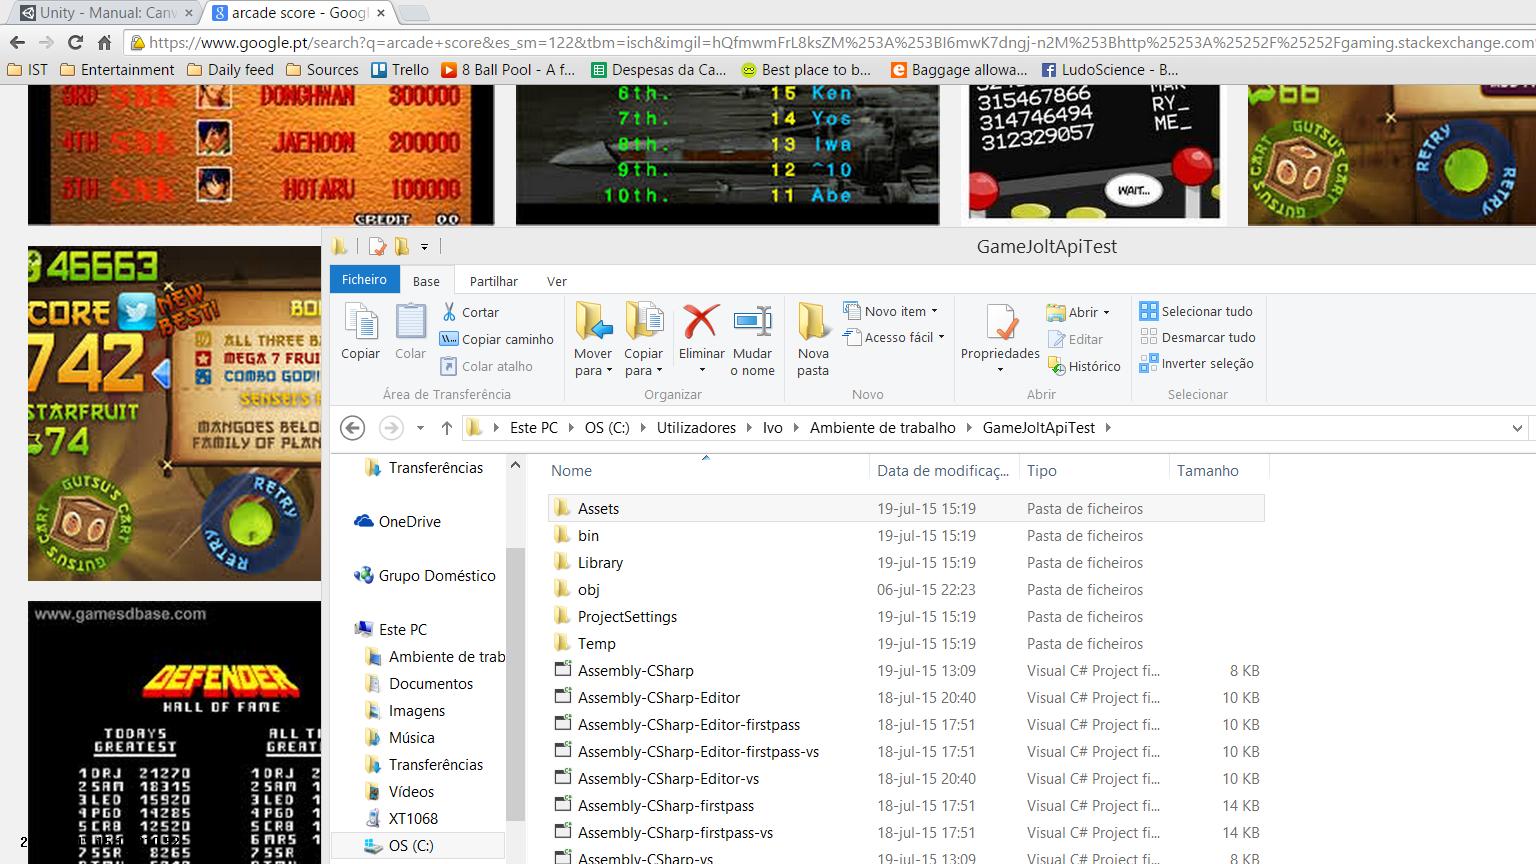 Unity - Manual: Can
arcade score - Goog
https://www.google.pt/search?q=arcade+score&es_sm=122&tbm=isch&imgil=hQfmwmFrL8ksZM%253A%253BI6mwK7dngj-n2M%253Bhttp%25253A%25252F%25252Fgaming.stackexchange.com
IST Entertainment Daily feed Sources Trello 8 Ball Pool - A f... Despesas da Ca... Best place to b... Baggage allowa... LudoScience - B...
3RD SNK DONGHWAN 300000
4TH SNK JAEHOON 200000
5TH SNK HOTARU 100000
CREDIT 00
6th. 15 Ken
7th. 14 Yos
8th. 13 Iwa
9th. 12 ^10
10th. 11 Abe
315467866
314746494 RY_
312329057 ME_
WAIT...
66
GUTSU'S CART
RETRY
RETRY
46663
CORE NEW BEST!
742
STARFRUIT
74
ALL THREE B
MEGA 7 FRUI
COMBO GOD!!
SENSEI'S
MANGOES BELO
FAMILY OF PLAN
GUTSU'S CART
GUTSU'S CART
RETRY
RETRY
www.gamesdbase.com
DEFENDER
HALL OF FAME
TODAYS ALL T
GREATEST GREAT
1 DRJ 21270 1 DRJ 2
2 SAM 18315 2 SAM 1
3 LED 15920 3 LED 1
4 PGD 14285 4 PGD 1
5 CRB 12520 5 CRB 1
6 MRS 1
7 SSR 8265 7 SSR
GameJoltApiTest
Ficheiro Base Partilhar Ver
Copiar
Colar
Cortar
Copiar caminho
Colar atalho
Área de Transferência
Mover para
Copiar para
Eliminar
Mudar o nome
Organizar
Nova pasta
Novo item
Acesso fácil
Novo
Propriedades
Abrir
Editar
Histórico
Abrir
Selecionar tudo
Desmarcar tudo
Inverter seleção
Selecionar
Este PC OS (C:) Utilizadores Ivo Ambiente de trabalho GameJoltApiTest
Transferências
OneDrive
Grupo Doméstico
Este PC
Ambiente de trab
Documentos
Imagens
Música
Transferências
Vídeos
XT1068
OS (C:)
Nome Data de modificaç... Tipo Tamanho
Assets 19-jul-15 15:19 Pasta de ficheiros
bin 19-jul-15 15:19 Pasta de ficheiros
Library 19-jul-15 15:19 Pasta de ficheiros
obj 06-jul-15 22:23 Pasta de ficheiros
ProjectSettings 19-jul-15 15:19 Pasta de ficheiros
Temp 19-jul-15 15:19 Pasta de ficheiros
Assembly-CSharp 19-jul-15 13:09 Visual C# Project fi... 8 KB
Assembly-CSharp-Editor 18-jul-15 20:40 Visual C# Project fi... 10 KB
Assembly-CSharp-Editor-firstpass 18-jul-15 17:51 Visual C# Project fi... 10 KB
Assembly-CSharp-Editor-firstpass-vs 18-jul-15 17:51 Visual C# Project fi... 10 KB
Assembly-CSharp-Editor-vs 18-jul-15 20:40 Visual C# Project fi... 10 KB
Assembly-CSharp-firstpass 18-jul-15 17:51 Visual C# Project fi... 14 KB
Assembly-CSharp-firstpass-vs 18-jul-15 17:51 Visual C# Project fi... 14 KB
Assembly-CSharp-vs 19-jul-15 13:09 Visual C# Project fi... 8 KB